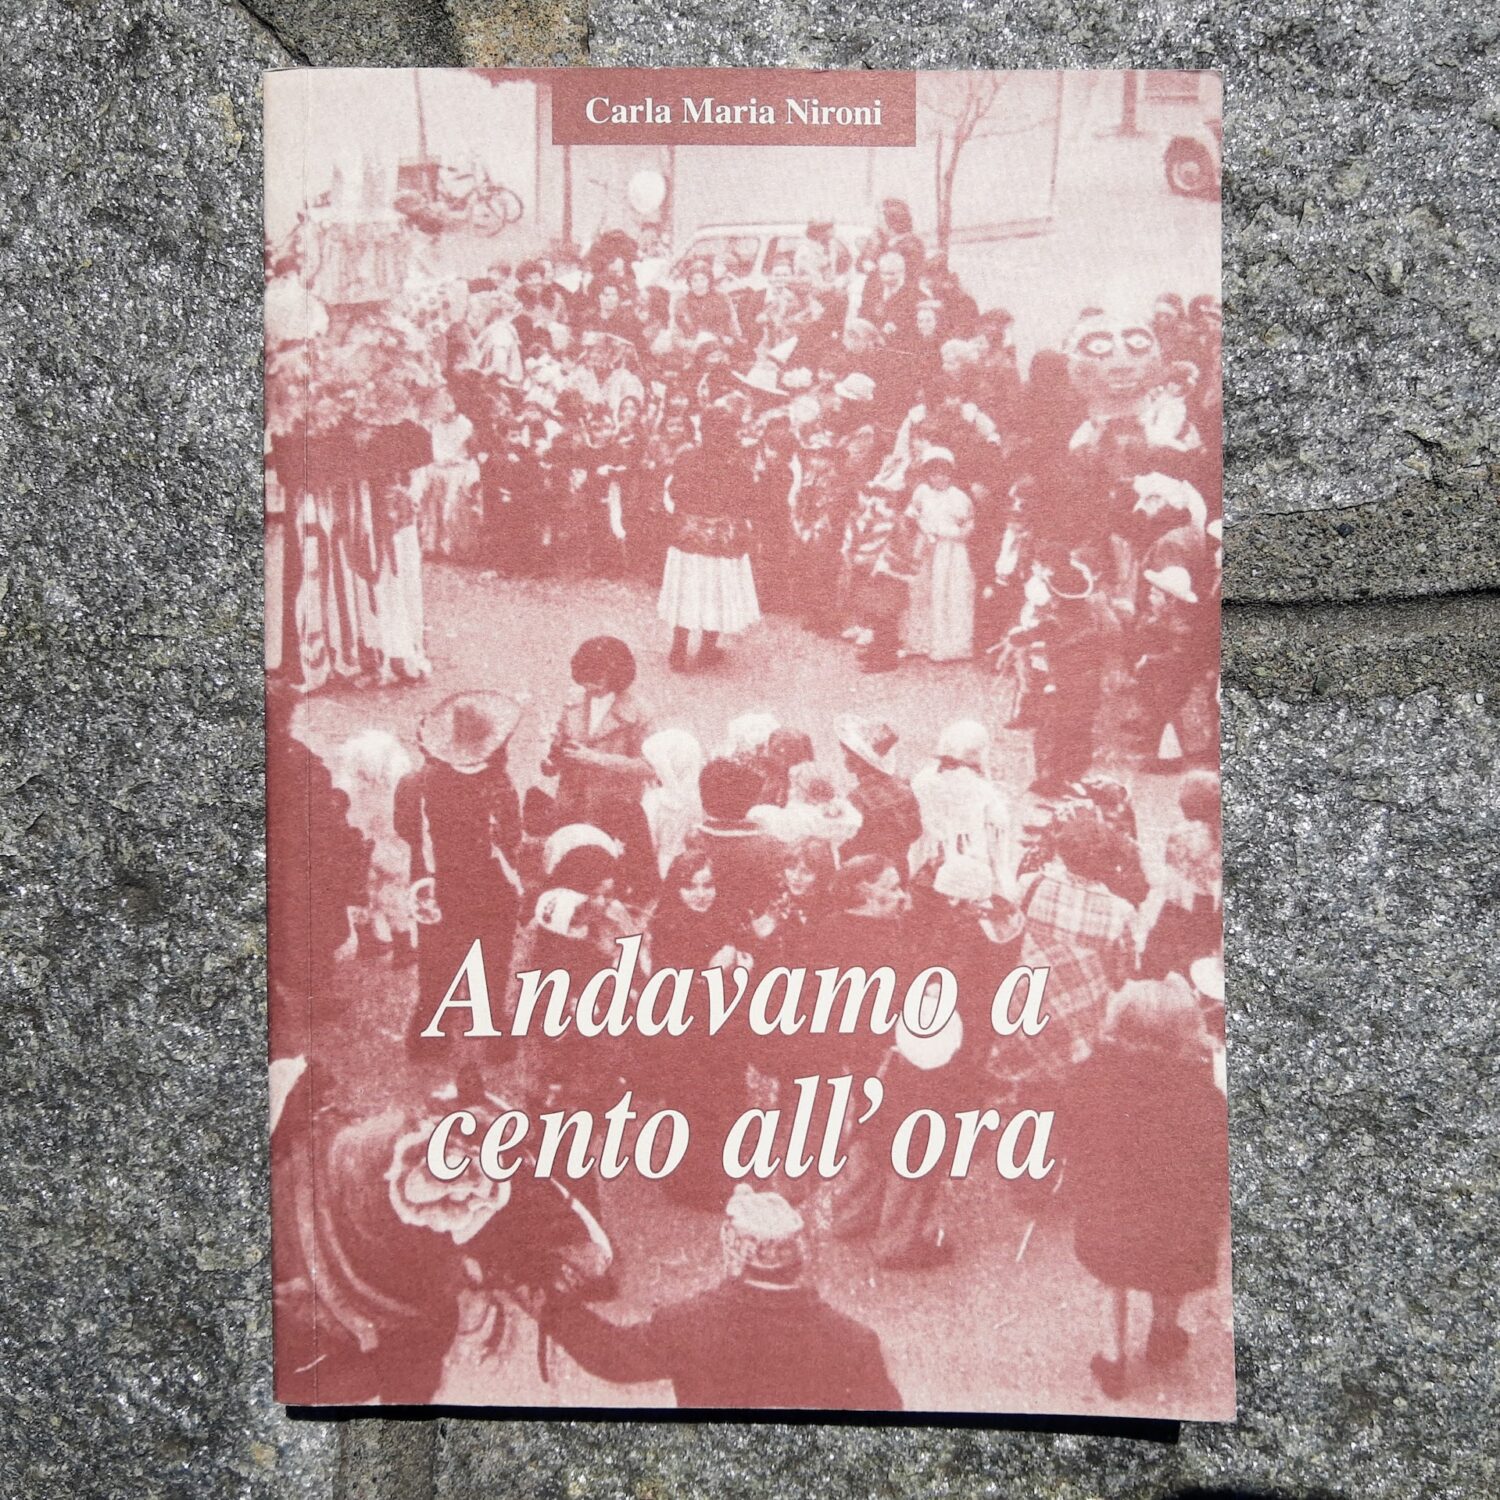 Carla Maria Nironi
Andavamo a
cento all'ora